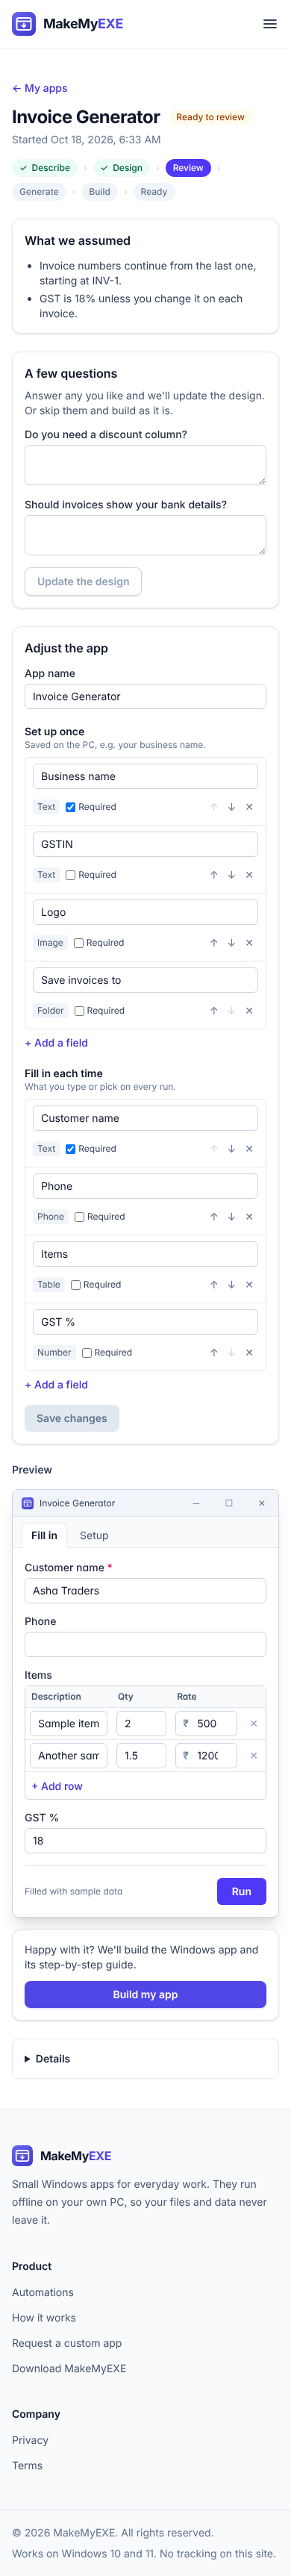 MakeMyEXE
← My apps
Invoice Generator Ready to review
Started Oct 18, 2026, 6:33 AM
✓ Describe › ✓ Design › Review ›
Generate › Build › Ready
What we assumed
• Invoice numbers continue from the last one,
starting at INV-1.
• GST is 18% unless you change it on each
invoice.
A few questions
Answer any you like and we'll update the design.
Or skip them and build as it is.
Do you need a discount column?
Should invoices show your bank details?
Update the design
Adjust the app
App name
Invoice Generator
Set up once
Saved on the PC, e.g. your business name.
Business name
Text Required ↑ ↓ ✕
GSTIN
Text Required ↑ ↓ ✕
Logo
Image Required ↑ ↓ ✕
Save invoices to
Folder Required ↑ ↓ ✕
+ Add a field
Fill in each time
What you type or pick on every run.
Customer name
Text Required ↑ ↓ ✕
Phone
Phone Required ↑ ↓ ✕
Items
Table Required ↑ ↓ ✕
GST %
Number Required ↑ ↓ ✕
+ Add a field
Save changes
Preview
Invoice Generator
Fill in Setup
Customer name *
Asha Traders
Phone
Items
Description Qty Rate
Sample item 2 ₹ 500 ✕
Another sam 1.5 ₹ 1200 ✕
+ Add row
GST %
18
Filled with sample data Run
Happy with it? We'll build the Windows app and
its step-by-step guide.
Build my app
Details
MakeMyEXE
Small Windows apps for everyday work. They run
offline on your own PC, so your files and data never
leave it.
Product
Automations
How it works
Request a custom app
Download MakeMyEXE
Company
Privacy
Terms
© 2026 MakeMyEXE. All rights reserved.
Works on Windows 10 and 11. No tracking on this site.